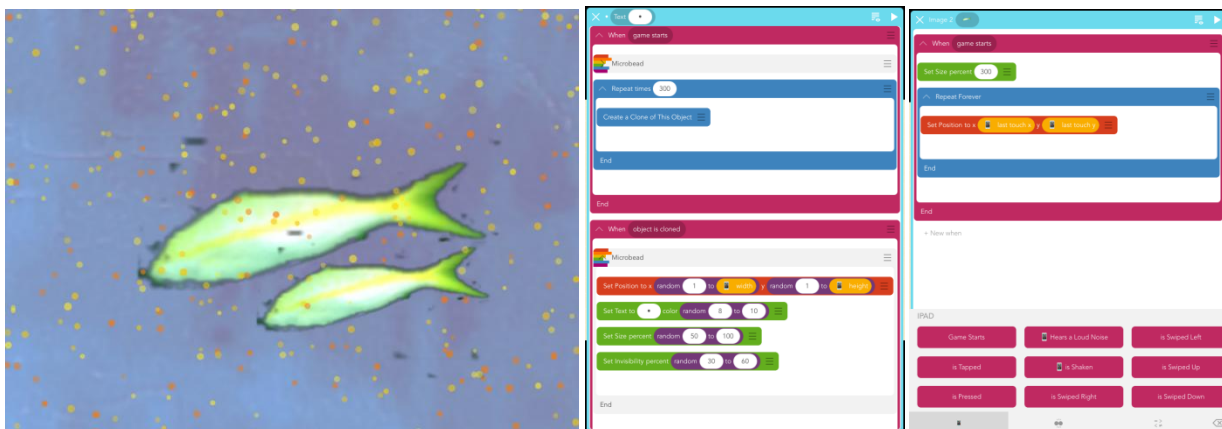 Text •
When game starts
Microbead
Repeat times 300
Create a Clone of This Object
End
End
When object is cloned
Microbead
Set Position to x random 1 to width y random 1 to height
Set Text to • color random 8 to 10
Set Size percent random 50 to 100
Set Invisibility percent random 30 to 60
End
Image 2
When game starts
Set Size percent 300
Repeat Forever
Set Position to x last touch x y last touch y
End
End
+ New when
IPAD
Game Starts
Hears a Loud Noise
is Swiped Left
is Tapped
is Shaken
is Swiped Up
is Pressed
is Swiped Right
is Swiped Down